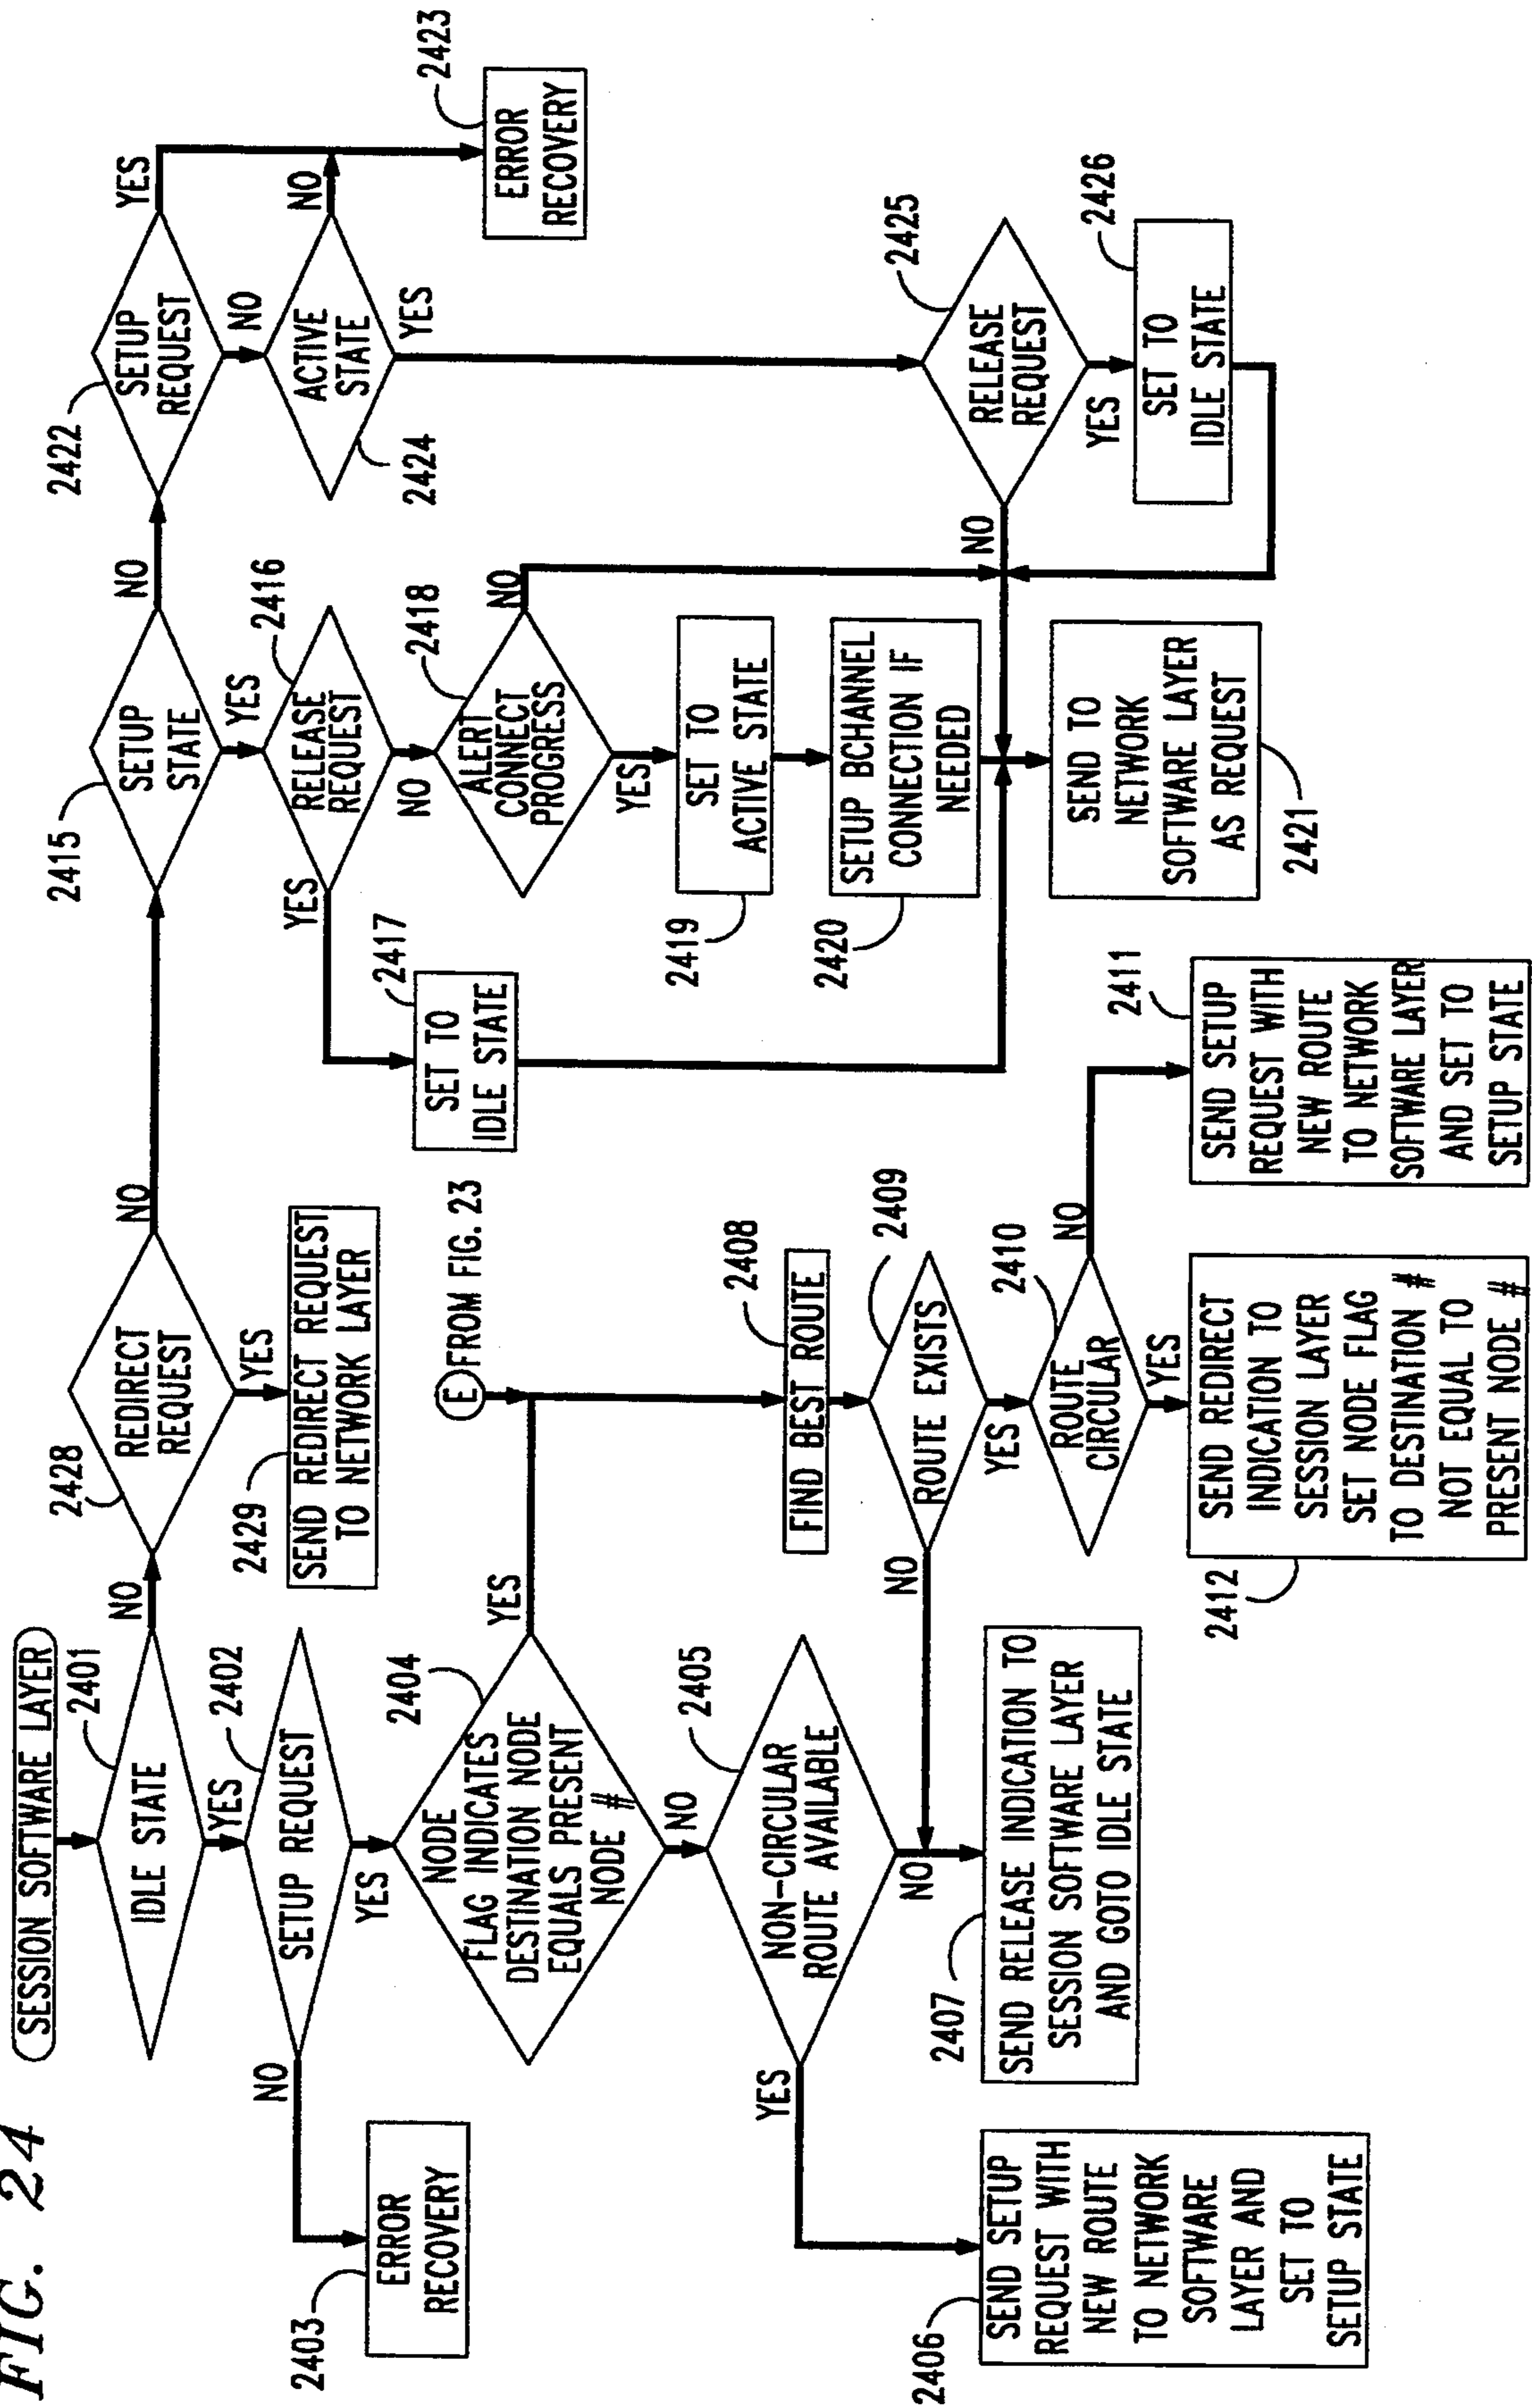 FIG. 24
SESSION SOFTWARE LAYER
2401
IDLE STATE
NO
YES
2402
SETUP REQUEST
NO
YES
2403
ERROR
RECOVERY
2404
NODE
FLAG INDICATES
DESTINATION NODE
EQUALS PRESENT
NODE #
YES
NO
2405
NON-CIRCULAR
ROUTE AVAILABLE
YES
NO
2406
SEND SETUP
REQUEST WITH
NEW ROUTE
TO NETWORK
SOFTWARE
LAYER AND
SET TO
SETUP STATE
2407
SEND RELEASE INDICATION TO
SESSION SOFTWARE LAYER
AND GOTO IDLE STATE
2428
REDIRECT
REQUEST
NO
YES
2429
SEND REDIRECT REQUEST
TO NETWORK LAYER
E
FROM FIG. 23
2408
FIND BEST ROUTE
2409
ROUTE EXISTS
NO
YES
2410
ROUTE
CIRCULAR
NO
YES
2411
SEND SETUP
REQUEST WITH
NEW ROUTE
TO NETWORK
SOFTWARE LAYER
AND SET TO
SETUP STATE
2412
SEND REDIRECT
INDICATION TO
SESSION LAYER
SET NODE FLAG
TO DESTINATION #
NOT EQUAL TO
PRESENT NODE #
2415
SETUP
STATE
NO
YES
2416
RELEASE
REQUEST
YES
NO
2417
SET TO
IDLE STATE
2418
ALERT
CONNECT
PROGRESS
NO
YES
2419
SET TO
ACTIVE STATE
2420
SETUP BCHANNEL
CONNECTION IF
NEEDED
2421
SEND TO
NETWORK
SOFTWARE LAYER
AS REQUEST
2422
SETUP
REQUEST
YES
NO
2423
ERROR
RECOVERY
2424
ACTIVE
STATE
NO
YES
2425
RELEASE
REQUEST
NO
YES
2426
SET TO
IDLE STATE